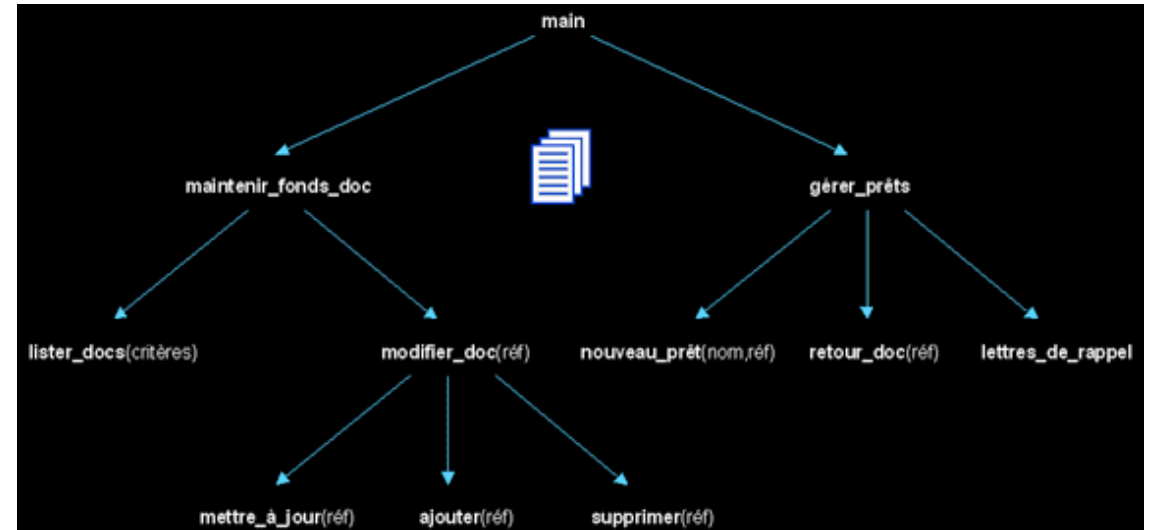 main
maintenir_fonds_doc
gérer_prêts
lister_docs(critères)
modifier_doc(réf)
nouveau_prêt(nom,réf)
retour_doc(réf)
lettres_de_rappel
mettre_à_jour(réf)
ajouter(réf)
supprimer(réf)